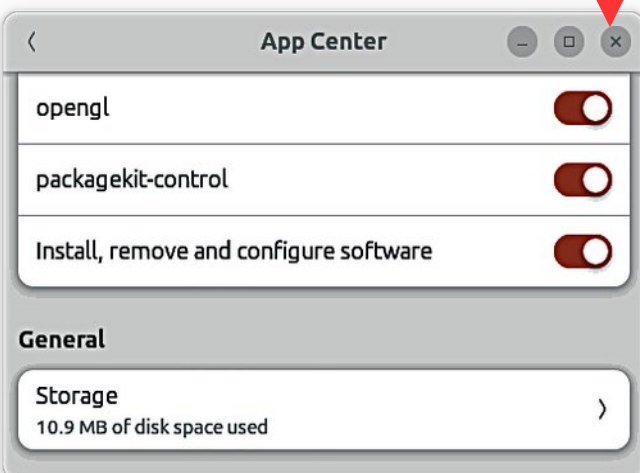 App Center
opengl
packagekit-control
Install, remove and configure software
General
Storage
10.9 MB of disk space used